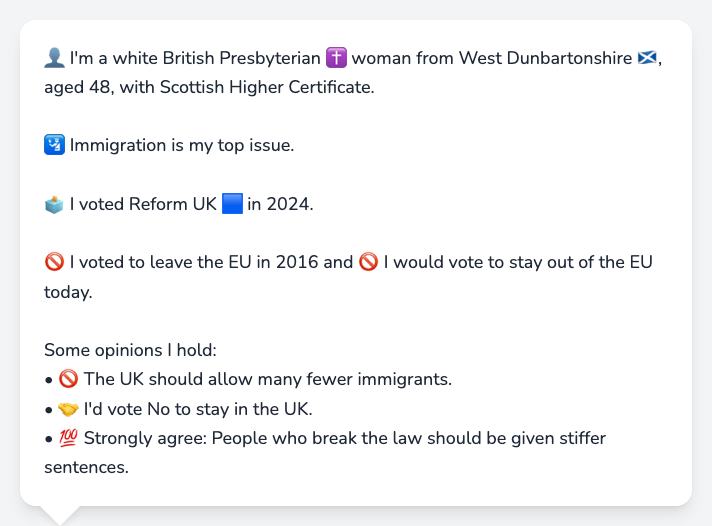 👤 I'm a white British Presbyterian ✝️ woman from West Dunbartonshire 🏴󠁧󠁢󠁳󠁣󠁴󠁿,
aged 48, with Scottish Higher Certificate.
🛂 Immigration is my top issue.
🗳️ I voted Reform UK 🟦 in 2024.
🚫 I voted to leave the EU in 2016 and 🚫 I would vote to stay out of the EU
today.
Some opinions I hold:
• 🚫 The UK should allow many fewer immigrants.
• 🤝 I'd vote No to stay in the UK.
• 💯 Strongly agree: People who break the law should be given stiffer
sentences.